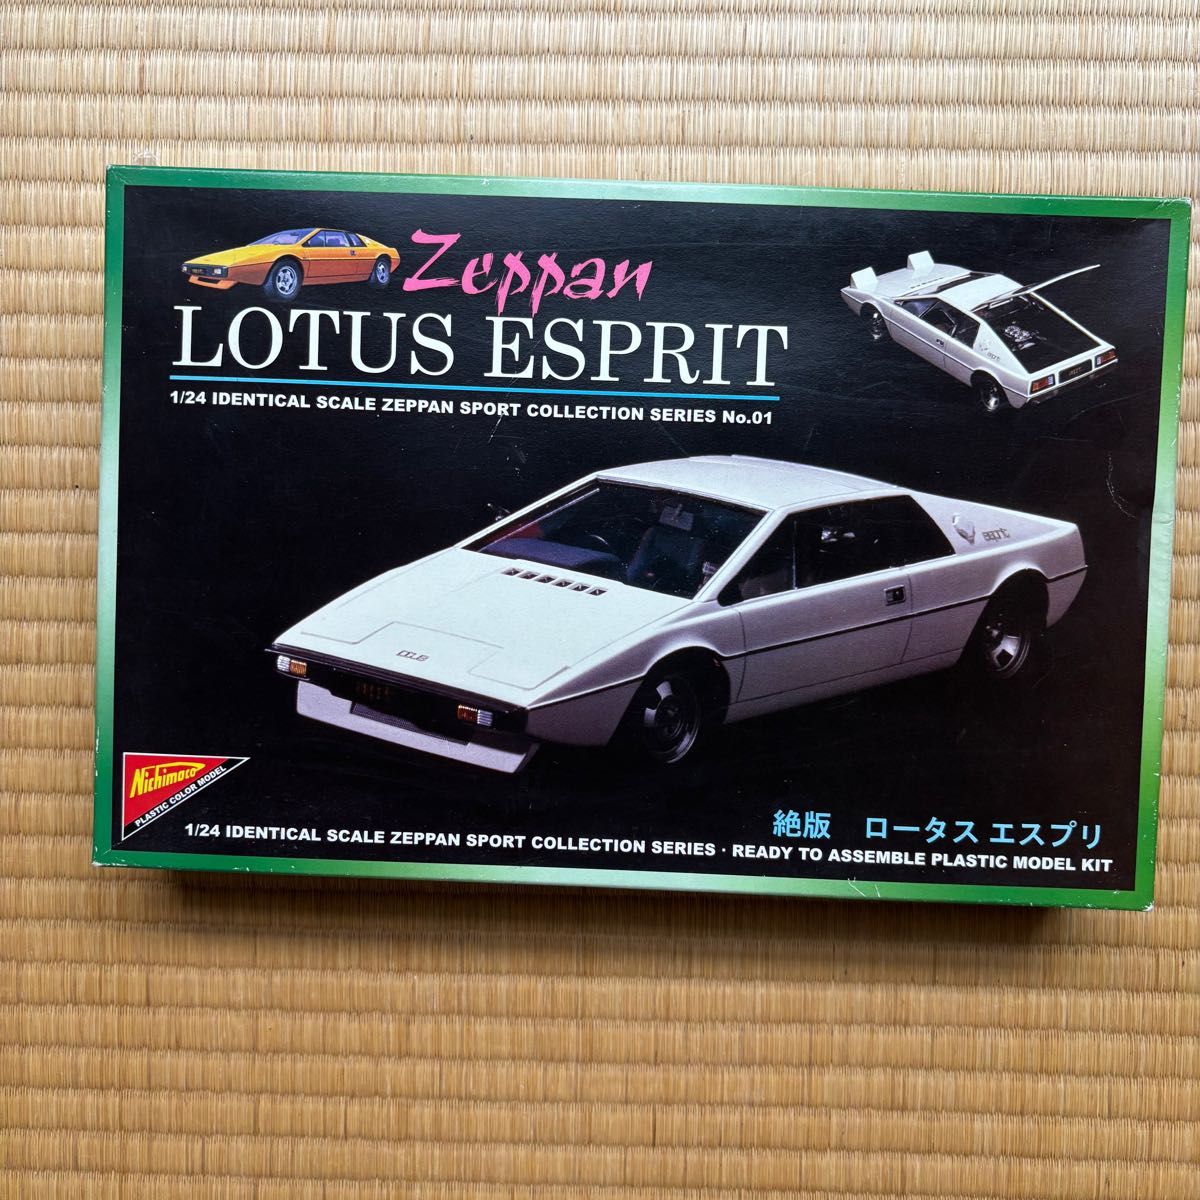 Zeppan
LOTUS ESPRIT
1/24 IDENTICAL SCALE ZEPPAN SPORT COLLECTION SERIES No.01
Nichimoco
PLASTIC COLOR MODEL
絶版 ロータス エスプリ
1/24 IDENTICAL SCALE ZEPPAN SPORT COLLECTION SERIES · READY TO ASSEMBLE PLASTIC MODEL KIT